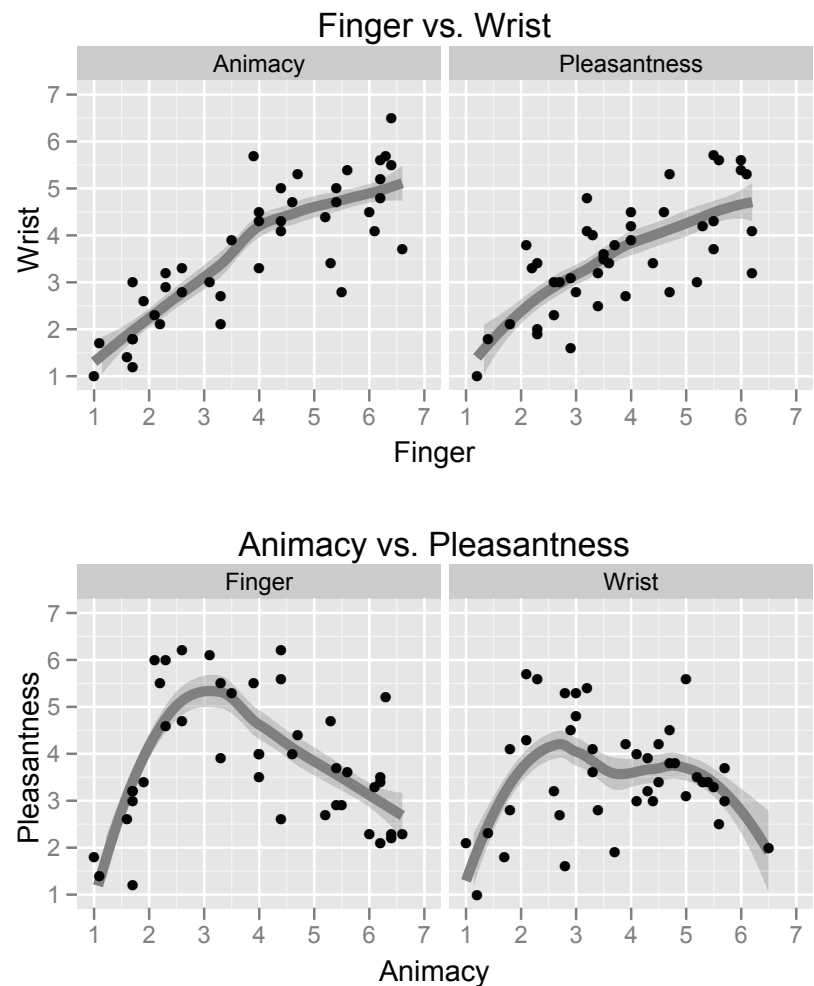 Finger vs. Wrist
Animacy Pleasantness
7
6
5
4
3
2
1
Wrist
1 2 3 4 5 6 7 1 2 3 4 5 6 7
Finger
Animacy vs. Pleasantness
Finger Wrist
7
6
5
4
3
2
1
Pleasantness
1 2 3 4 5 6 7 1 2 3 4 5 6 7
Animacy